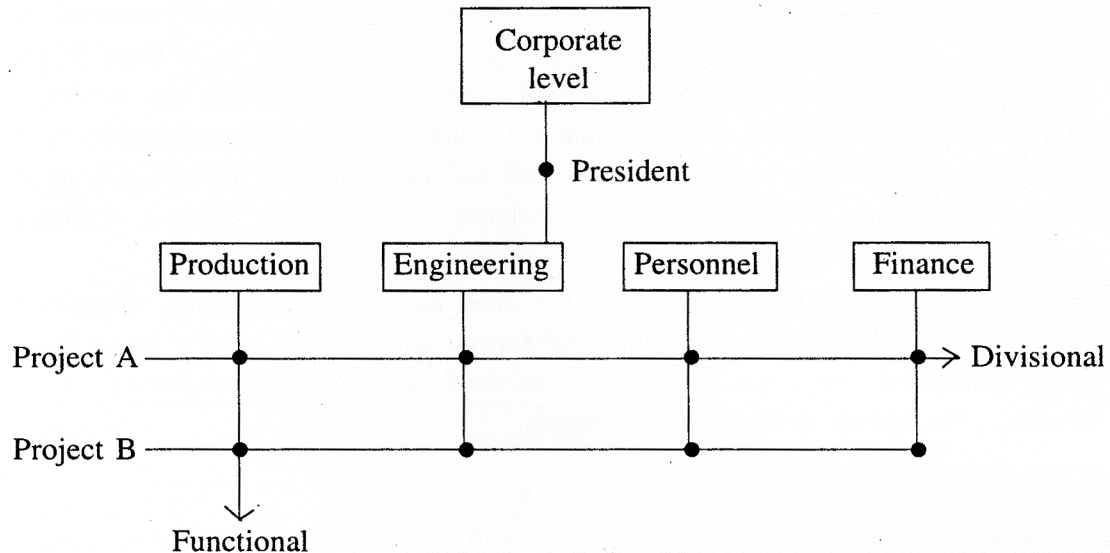 Corporate
level
President
Production Engineering Personnel Finance
Project A Divisional
Project B
Functional